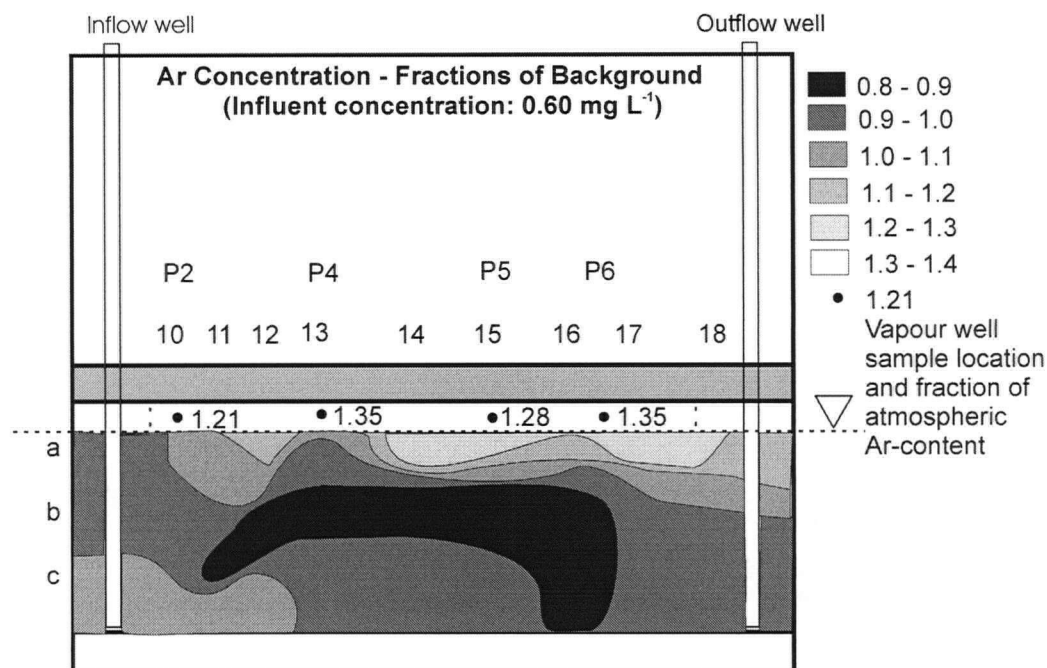 Inflow well
Outflow well
Ar Concentration - Fractions of Background
(Influent concentration: 0.60 mg L⁻¹)
0.8 - 0.9
0.9 - 1.0
1.0 - 1.1
1.1 - 1.2
1.2 - 1.3
1.3 - 1.4
1.21
Vapour well
sample location
and fraction of
atmospheric
Ar-content
P2 P4 P5 P6
10 11 12 13 14 15 16 17 18
1.21 1.35 1.28 1.35
a
b
c